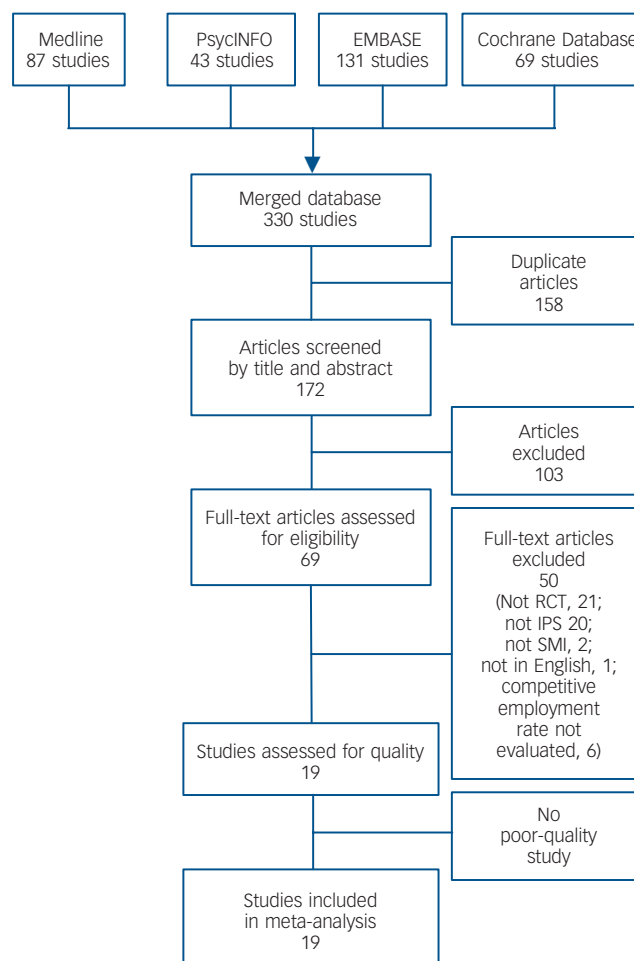 Medline
87 studies
PsycINFO
43 studies
EMBASE
131 studies
Cochrane Database
69 studies
Merged database
330 studies
Duplicate
articles
158
Articles screened
by title and abstract
172
Articles
excluded
103
Full-text articles assessed
for eligibility
69
Full-text articles
excluded
50
(Not RCT, 21;
not IPS 20;
not SMI, 2;
not in English, 1;
competitive
employment
rate not
evaluated, 6)
Studies assessed for quality
19
No
poor-quality
study
Studies included
in meta-analysis
19